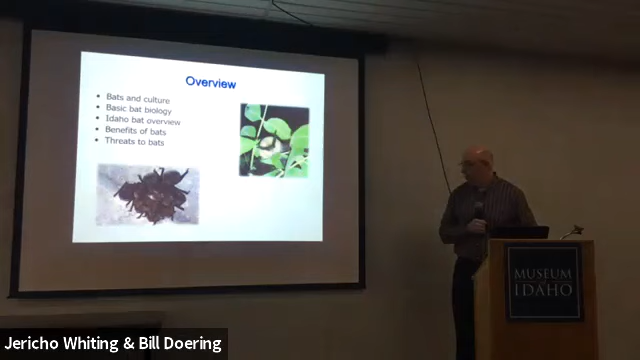 Overview
• Bats and culture
• Basic bat biology
• Idaho bat overview
• Benefits of bats
• Threats to bats
MUSEUM
IDAHO
Jericho Whiting & Bill Doering